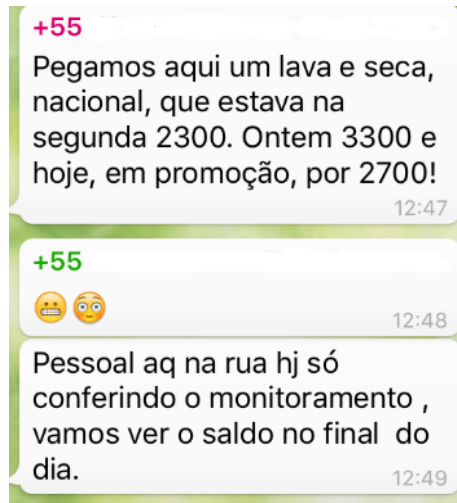 +55
Pegamos aqui um lava e seca,
nacional, que estava na
segunda 2300. Ontem 3300 e
hoje, em promoção, por 2700!
12:47
+55
😬😳
12:48
Pessoal aq na rua hj só
conferindo o monitoramento ,
vamos ver o saldo no final  do
dia.
12:49